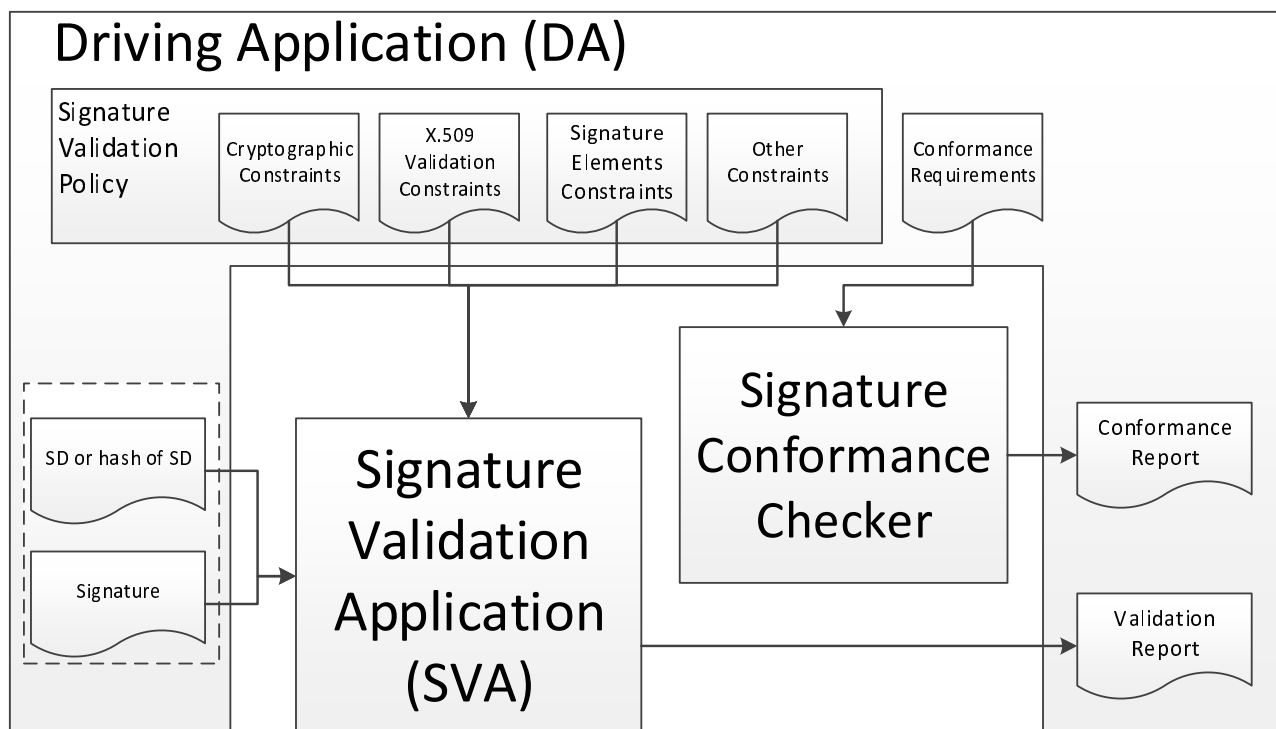 Driving Application (DA)
Signature
Validation
Policy
Cryptographic
Constraints
X.509
Validation
Constraints
Signature
Elements
Constraints
Other
Constraints
Conformance
Requirements
SD or hash of SD
Signature
Signature
Validation
Application
(SVA)
Signature
Conformance
Checker
Conformance
Report
Validation
Report